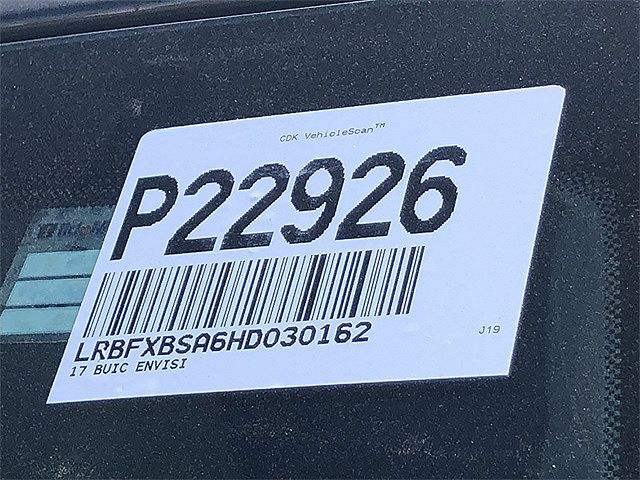 CDK VehicleScan™
P22926
LRBFXBSA6HD030162
17 BUIC ENVISI
J19